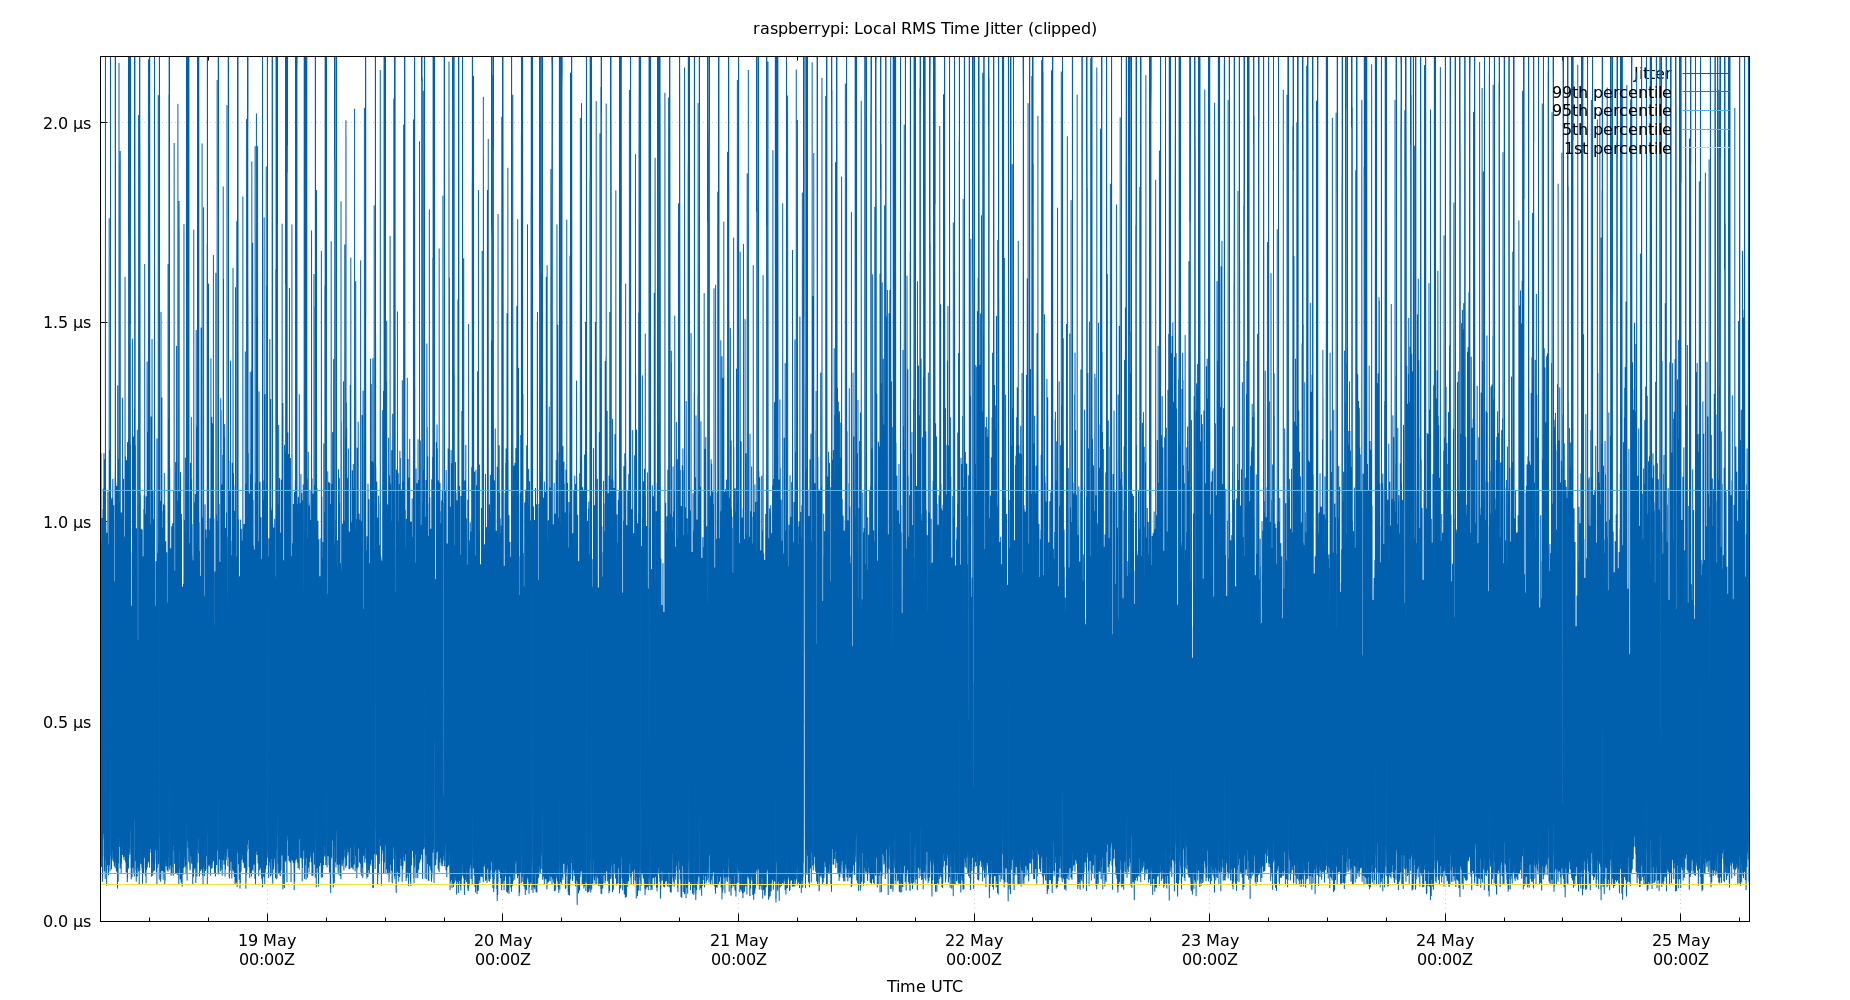 raspberrypi: Local RMS Time Jitter (clipped)
Jitter
99th percentile
95th percentile
5th percentile
1st percentile
2.0 µs
1.5 µs
1.0 µs
0.5 µs
0.0 µs
19 May 20 May 21 May 22 May 23 May 24 May 25 May
00:00Z 00:00Z 00:00Z 00:00Z 00:00Z 00:00Z 00:00Z
Time UTC